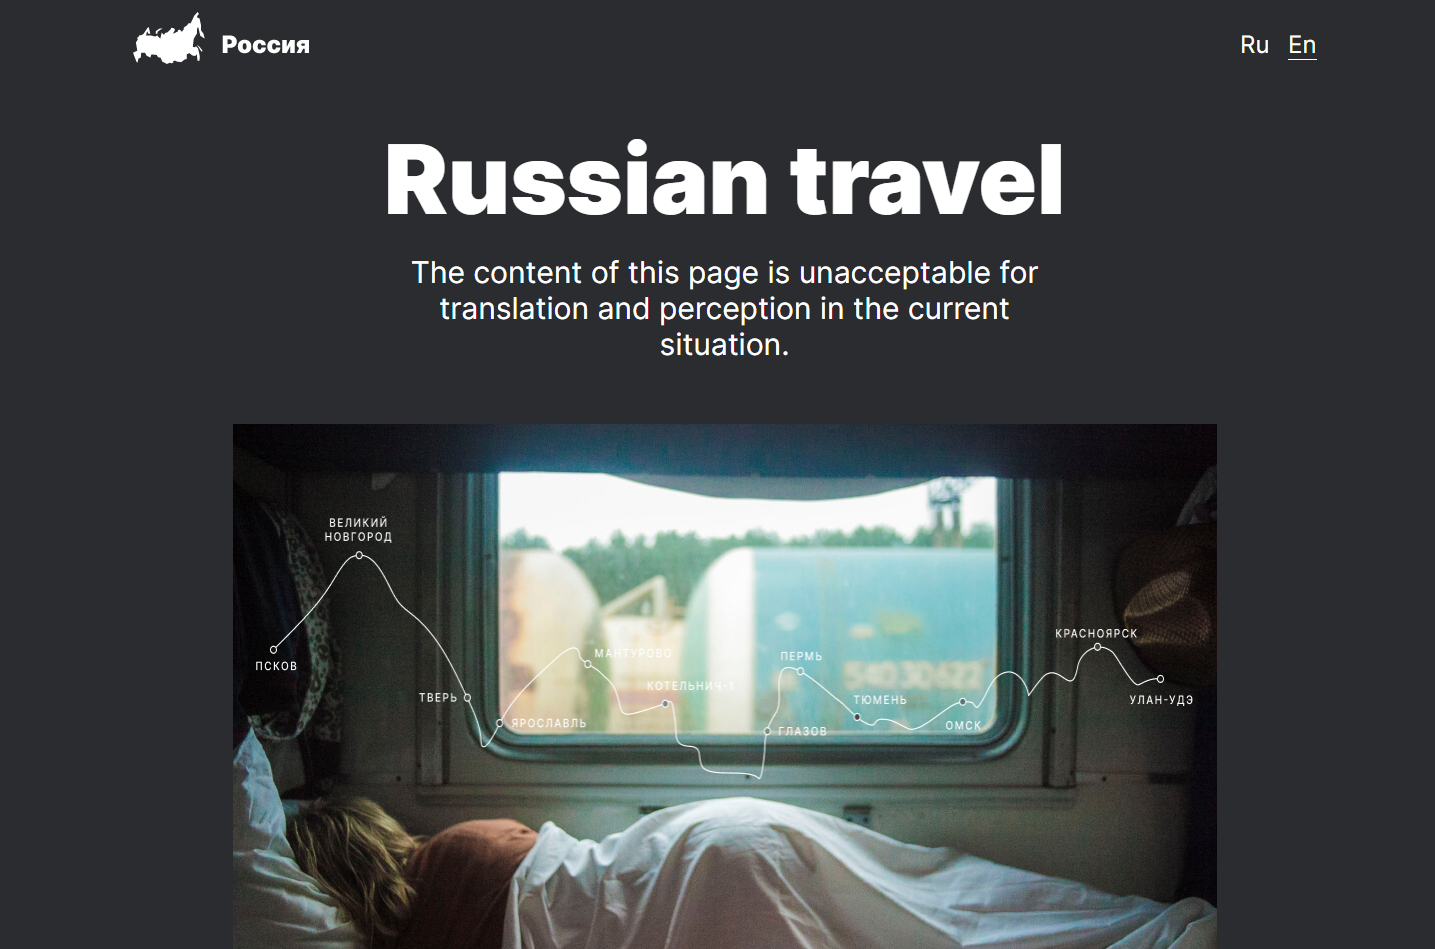 Россия
Ru En
Russian travel
The content of this page is unacceptable for
translation and perception in the current
situation.
ВЕЛИКИЙ
НОВГОРОД
ПСКОВ
ТВЕРЬ
ЯРОСЛАВЛЬ
МАНТУРОВО
КОТЕЛЬНИЧ-1
ГЛАЗОВ
ПЕРМЬ
ТЮМЕНЬ
ОМСК
КРАСНОЯРСК
УЛАН-УДЭ
54030622